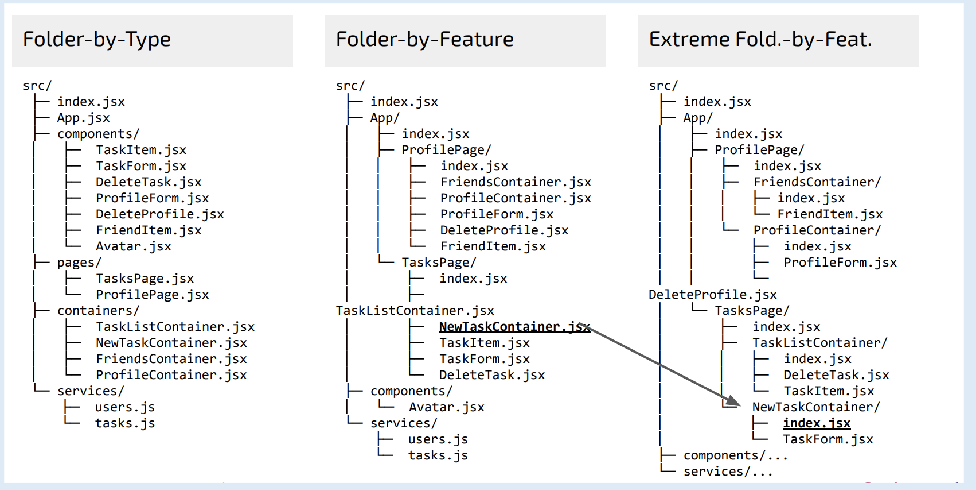 Folder-by-Type
src/
├─ index.jsx
├─ App.jsx
├─ components/
│  ├─ TaskItem.jsx
│  ├─ TaskForm.jsx
│  ├─ DeleteTask.jsx
│  ├─ ProfileForm.jsx
│  ├─ DeleteProfile.jsx
│  ├─ FriendItem.jsx
│  └─ Avatar.jsx
├─ pages/
│  ├─ TasksPage.jsx
│  └─ ProfilePage.jsx
├─ containers/
│  ├─ TaskListContainer.jsx
│  ├─ NewTaskContainer.jsx
│  ├─ FriendsContainer.jsx
│  └─ ProfileContainer.jsx
└─ services/
   ├─ users.js
   └─ tasks.js
Folder-by-Feature
src/
├─ index.jsx
├─ App/
│  ├─ index.jsx
│  ├─ ProfilePage/
│  │  ├─ index.jsx
│  │  ├─ FriendsContainer.jsx
│  │  ├─ ProfileContainer.jsx
│  │  ├─ ProfileForm.jsx
│  │  ├─ DeleteProfile.jsx
│  │  └─ FriendItem.jsx
│  └─ TasksPage/
│     ├─ index.jsx
│     ├─
TaskListContainer.jsx
│     ├─ NewTaskContainer.jsx
│     ├─ TaskItem.jsx
│     ├─ TaskForm.jsx
│     └─ DeleteTask.jsx
├─ components/
│  └─ Avatar.jsx
└─ services/
   ├─ users.js
   └─ tasks.js
Extreme Fold.-by-Feat.
src/
├─ index.jsx
├─ App/
│  ├─ index.jsx
│  ├─ ProfilePage/
│  │  ├─ index.jsx
│  │  ├─ FriendsContainer/
│  │  │  ├─ index.jsx
│  │  │  └─ FriendItem.jsx
│  │  └─ ProfileContainer/
│  │     ├─ index.jsx
│  │     ├─ ProfileForm.jsx
│  │     └─
DeleteProfile.jsx
│  └─ TasksPage/
│     ├─ index.jsx
│     ├─ TaskListContainer/
│     │  ├─ index.jsx
│     │  ├─ DeleteTask.jsx
│     │  └─ TaskItem.jsx
│     └─ NewTaskContainer/
│        ├─ index.jsx
│        └─ TaskForm.jsx
├─ components/...
└─ services/...